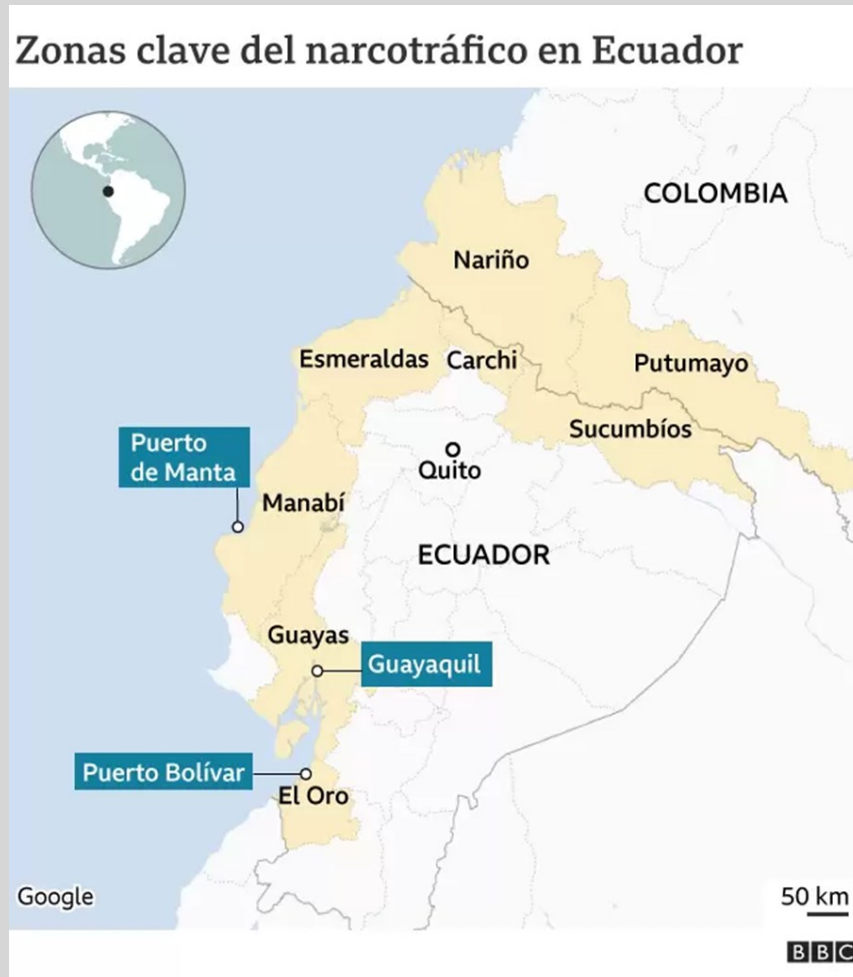 Zonas clave del narcotráfico en Ecuador
COLOMBIA
Nariño
Esmeraldas
Carchi
Putumayo
Sucumbíos
Puerto
de Manta
Quito
Manabí
ECUADOR
Guayas
Guayaquil
Puerto Bolívar
El Oro
Google
50 km
BBC